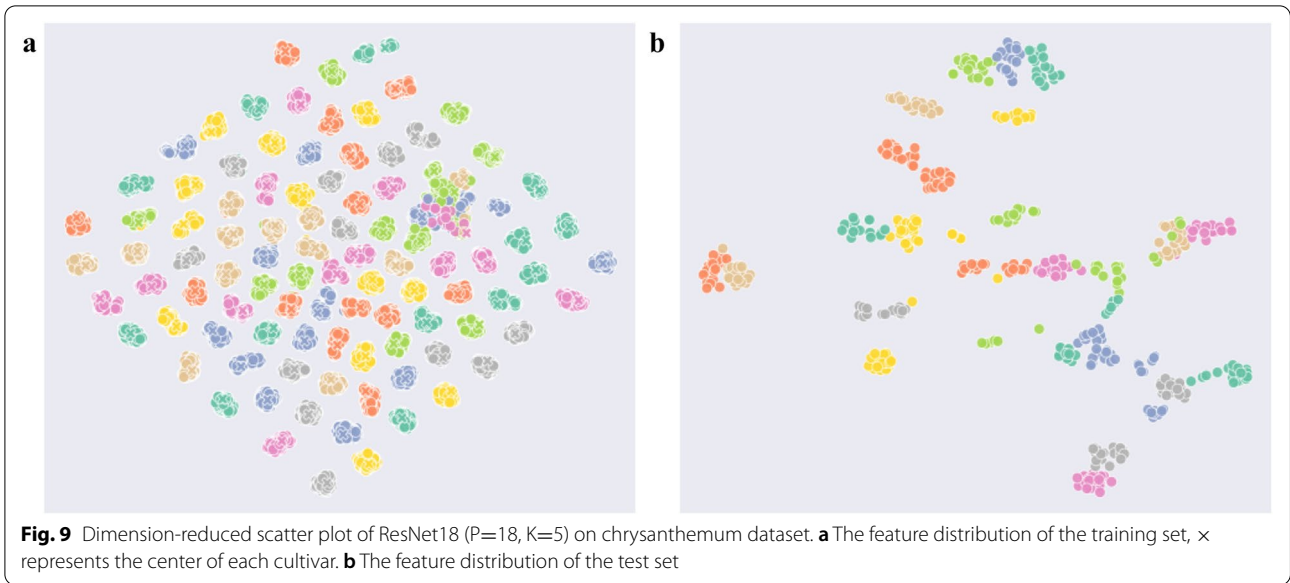 a
b
Fig. 9 Dimension-reduced scatter plot of ResNet18 (P=18, K=5) on chrysanthemum dataset. a The feature distribution of the training set, ×
represents the center of each cultivar. b The feature distribution of the test set